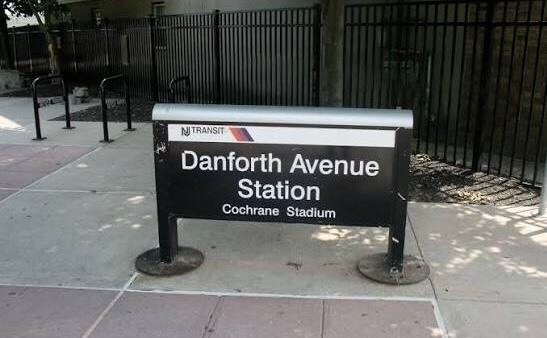 NJ TRANSIT
Danforth Avenue
Station
Cochrane Stadium